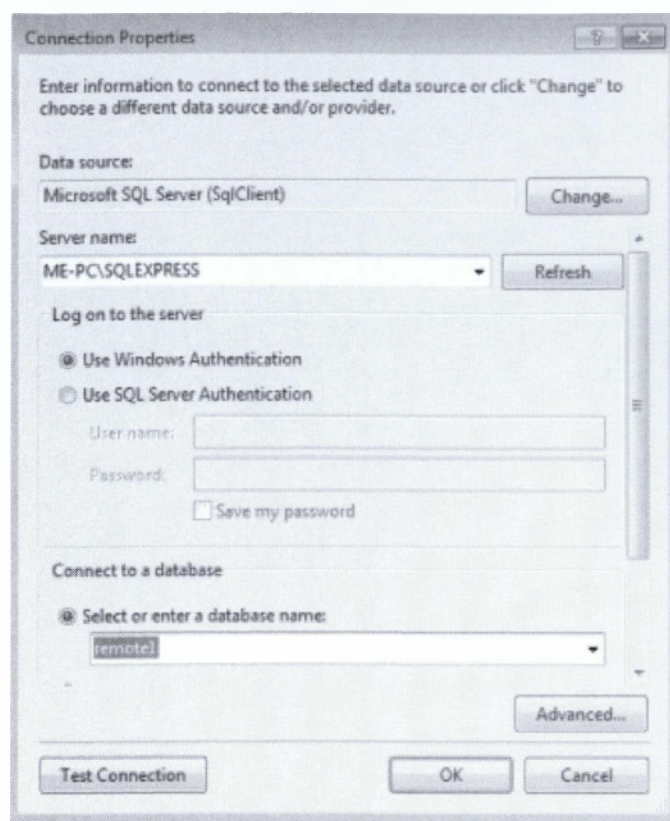 Connection Properties
Enter information to connect to the selected data source or click "Change" to
choose a different data source and/or provider.
Data source:
Microsoft SQL Server (SqlClient)
Change...
Server name:
ME-PC\SQLEXPRESS
Refresh
Log on to the server
Use Windows Authentication
Use SQL Server Authentication
User name:
Password:
Save my password
Connect to a database
Select or enter a database name:
remote1
Advanced...
Test Connection
OK
Cancel